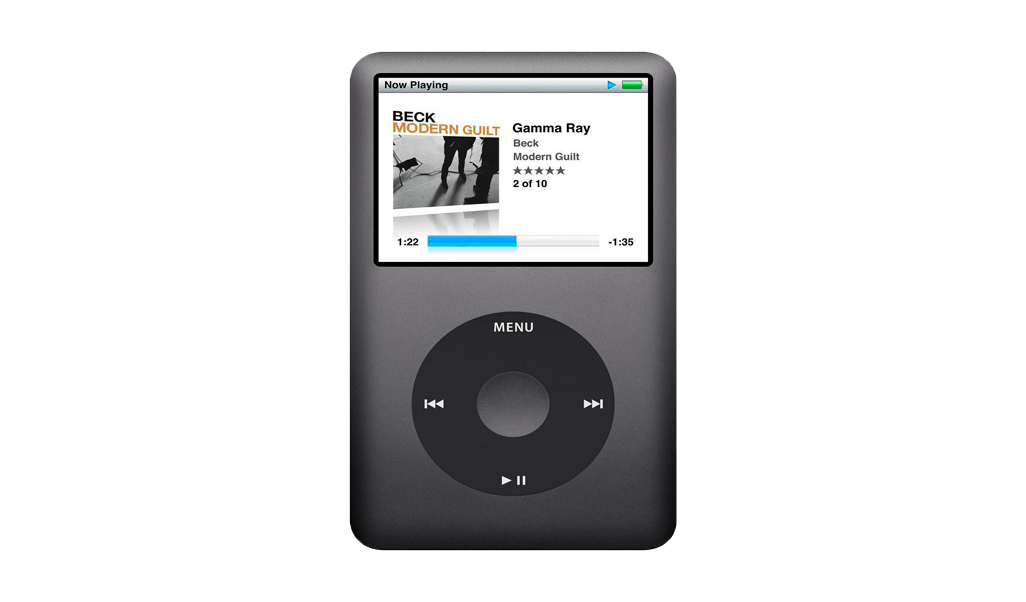 Now Playing
BECK
MODERN GUILT
Gamma Ray
Beck
Modern Guilt
2 of 10
1:22
-1:35
MENU